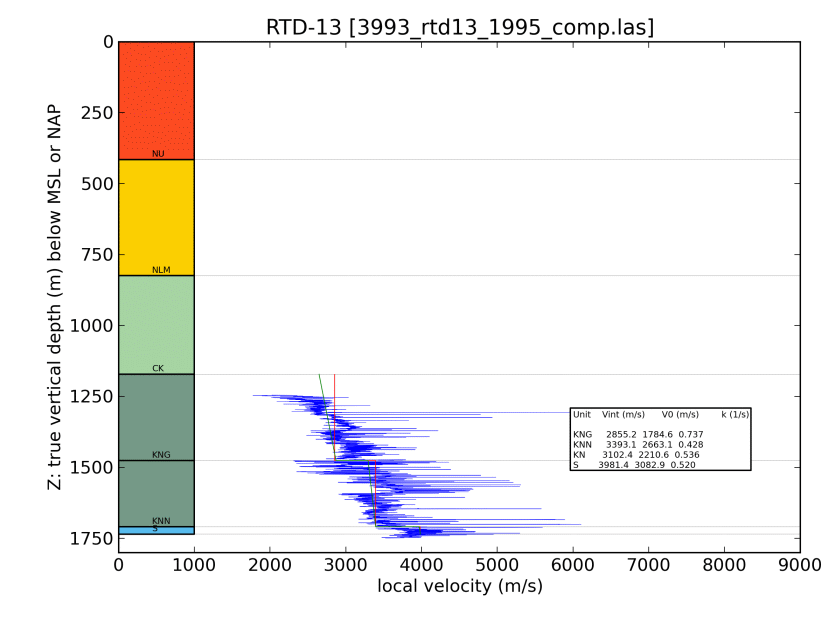 RTD-13 [3993_rtd13_1995_comp.las]
Z: true vertical depth (m) below MSL or NAP
0
250
500
750
1000
1250
1500
1750
NU
NLM
CK
KNG
KNN
S
Unit Vint (m/s) V0 (m/s) k (1/s)
KNG 2855.2 1784.6 0.737
KNN 3393.1 2663.1 0.428
KN 3102.4 2210.6 0.536
S 3981.4 3082.9 0.520
0 1000 2000 3000 4000 5000 6000 7000 8000 9000
local velocity (m/s)